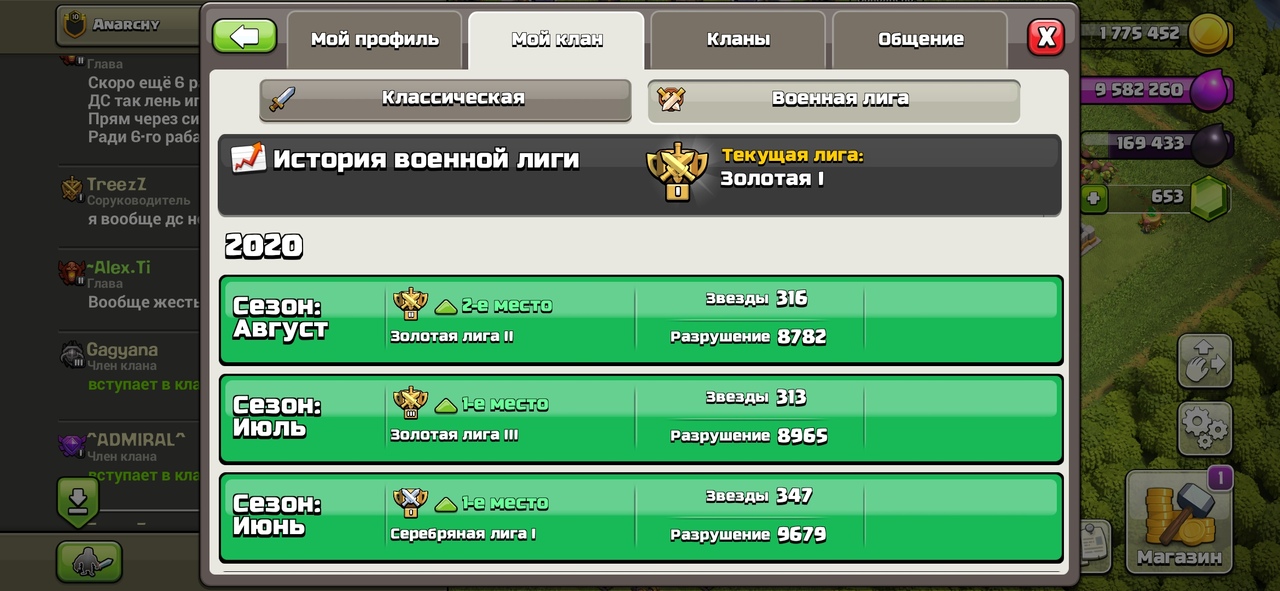 Anarchy
Мой профиль
Мой клан
Кланы
Общение
X
1 775 452
9 582 260
169 433
653
Глава
Скоро ещё 6 р
ДС так лень иг
Прям через си
Ради 6-го раба
TreezZ
Соруководитель
я вообще дс н
~Alex.Ti
Глава
Вообще жесть
Gagyana
Член клана
вступает в кла
^ADMIRAL^
Член клана
вступает в кла
Классическая
Военная лига
История военной лиги
Текущая лига:
Золотая I
2020
Сезон:
Август
2-е место
Золотая лига II
Звезды 316
Разрушение 8782
Сезон:
Июль
1-е место
Золотая лига III
Звезды 313
Разрушение 8965
Сезон:
Июнь
1-е место
Серебряная лига I
Звезды 347
Разрушение 9679
1
Магазин